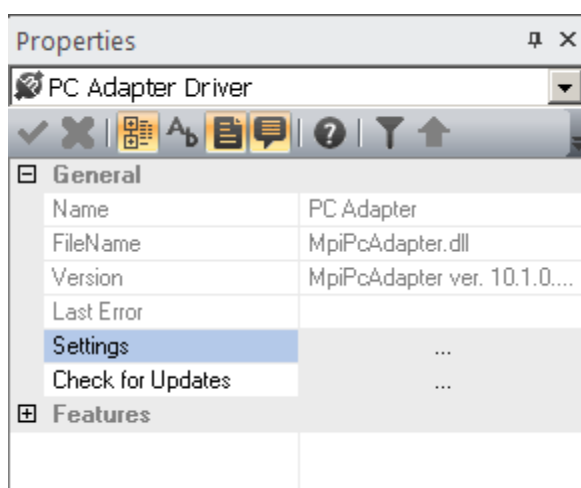 Properties
PC Adapter Driver
General
Name PC Adapter
FileName MpiPcAdapter.dll
Version MpiPcAdapter ver. 10.1.0....
Last Error
Settings ...
Check for Updates ...
Features